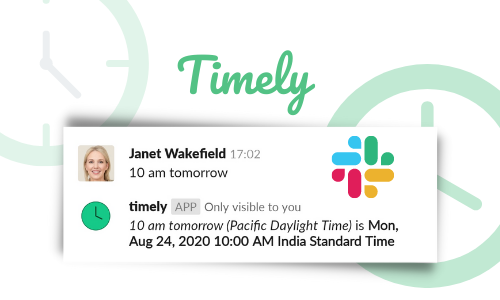 Timely
Janet Wakefield 17:02
10 am tomorrow
timely APP Only visible to you
10 am tomorrow (Pacific Daylight Time) is Mon,
Aug 24, 2020 10:00 AM India Standard Time